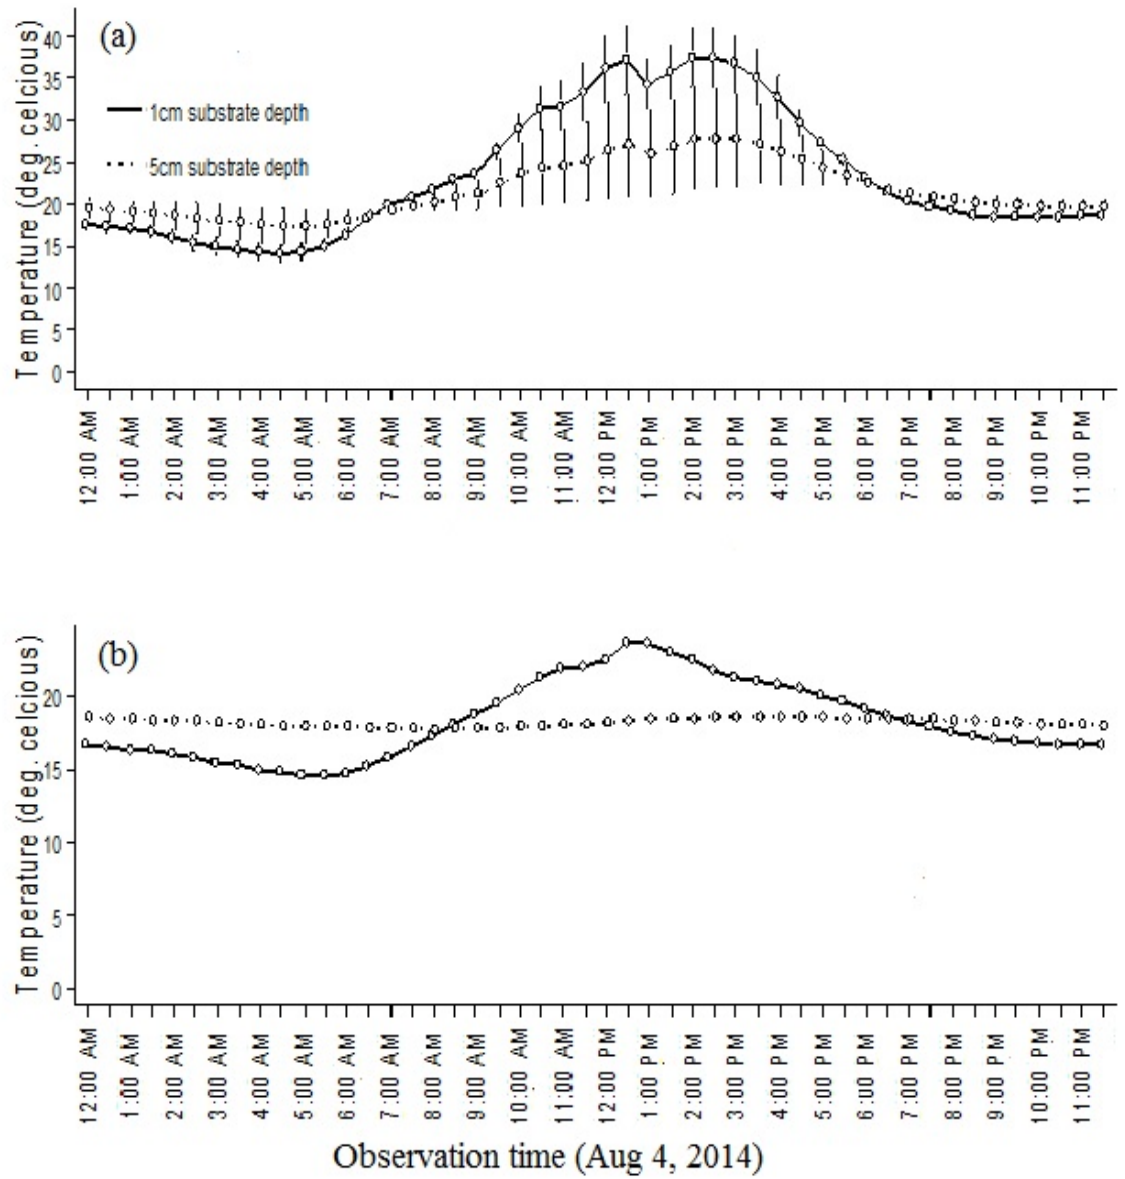 (a)
Temperature (deg. celcious)
40
35
30
25
20
15
10
5
0
1cm substrate depth
5cm substrate depth
12:00 AM
1:00 AM
2:00 AM
3:00 AM
4:00 AM
5:00 AM
6:00 AM
7:00 AM
8:00 AM
9:00 AM
10:00 AM
11:00 AM
12:00 PM
1:00 PM
2:00 PM
3:00 PM
4:00 PM
5:00 PM
6:00 PM
7:00 PM
8:00 PM
9:00 PM
10:00 PM
11:00 PM
(b)
Temperature (deg. celcious)
20
15
10
5
0
12:00 AM
1:00 AM
2:00 AM
3:00 AM
4:00 AM
5:00 AM
6:00 AM
7:00 AM
8:00 AM
9:00 AM
10:00 AM
11:00 AM
12:00 PM
1:00 PM
2:00 PM
3:00 PM
4:00 PM
5:00 PM
6:00 PM
7:00 PM
8:00 PM
9:00 PM
10:00 PM
11:00 PM
Observation time (Aug 4, 2014)